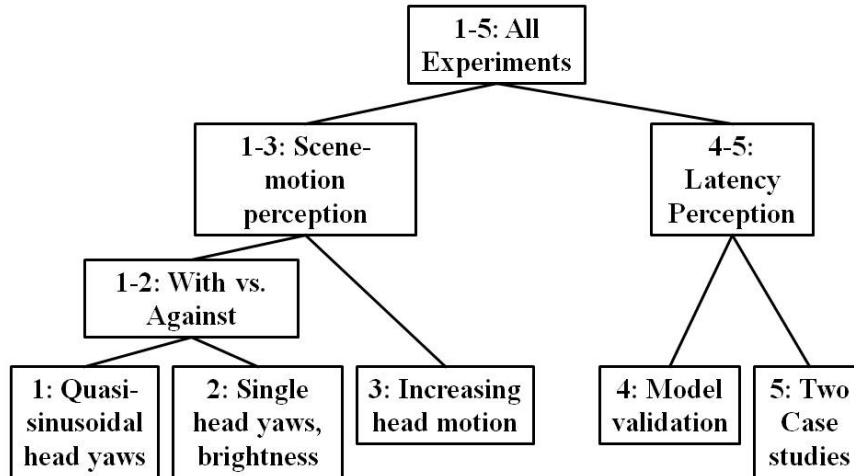 1-5: All
Experiments
1-3: Scene-
motion
perception
4-5:
Latency
Perception
1-2: With vs.
Against
1: Quasi-
sinusoidal
head yaws
2: Single
head yaws,
brightness
3: Increasing
head motion
4: Model
validation
5: Two
Case
studies